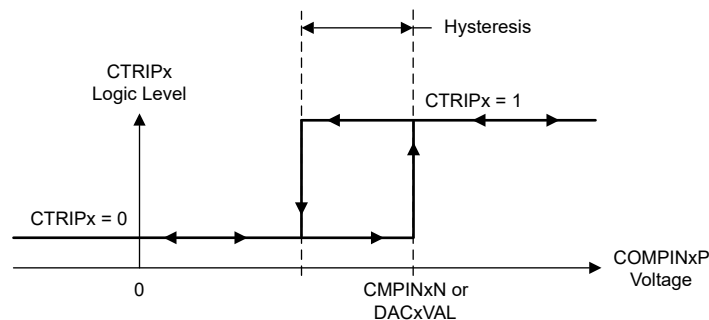 Hysteresis
CTRIPx
Logic Level
CTRIPx = 1
CTRIPx = 0
COMPINxP
Voltage
0
CMPINxN or
DACxVAL